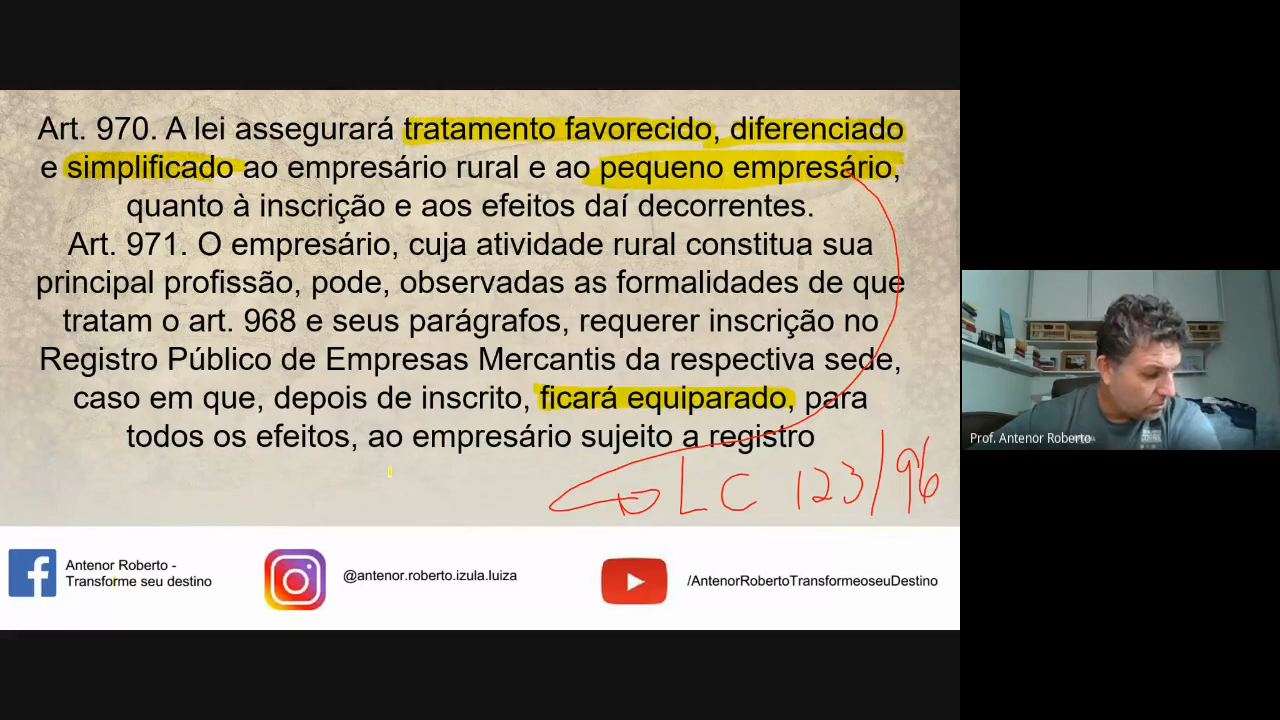 Art. 970. A lei assegurará tratamento favorecido, diferenciado
e simplificado ao empresário rural e ao pequeno empresário,
quanto à inscrição e aos efeitos daí decorrentes.
Art. 971. O empresário, cuja atividade rural constitua sua
principal profissão, pode, observadas as formalidades de que
tratam o art. 968 e seus parágrafos, requerer inscrição no
Registro Público de Empresas Mercantis da respectiva sede,
caso em que, depois de inscrito, ficará equiparado, para
todos os efeitos, ao empresário sujeito a registro
LC 123/96
Antenor Roberto -
Transforme seu destino
@antenor.roberto.izula.luiza
/AntenorRobertoTransformeoseuDestino
Prof. Antenor Roberto